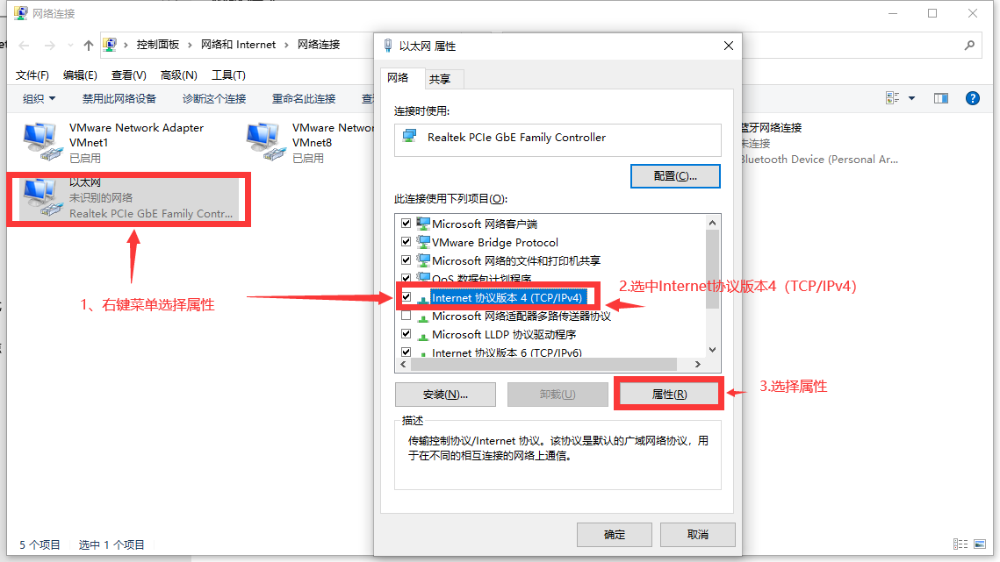 网络连接
控制面板 › 网络和 Internet › 网络连接
文件(F) 编辑(E) 查看(V) 高级(N) 工具(T)
组织 禁用此网络设备 诊断这个连接 重命名此连接
VMware Network Adapter
VMnet1
已启用
VMware Networ
VMnet8
已启用
以太网
未识别的网络
Realtek PCIe GbE Family Contr...
蓝牙网络连接
未连接
Bluetooth Device (Personal Ar...
1、右键菜单选择属性
以太网 属性
网络 共享
连接时使用:
Realtek PCIe GbE Family Controller
配置(C)...
此连接使用下列项目(O):
Microsoft 网络客户端
VMware Bridge Protocol
Microsoft 网络的文件和打印机共享
QoS 数据包计划程序
Internet 协议版本 4 (TCP/IPv4)
Microsoft 网络适配器多路传送器协议
Microsoft LLDP 协议驱动程序
Internet 协议版本 6 (TCP/IPv6)
2.选中Internet协议版本4（TCP/IPv4）
安装(N)... 卸载(U) 属性(R)
3.选择属性
描述
传输控制协议/Internet 协议。该协议是默认的广域网络协议，用
于在不同的相互连接的网络上通信。
确定 取消
5 个项目 选中 1 个项目